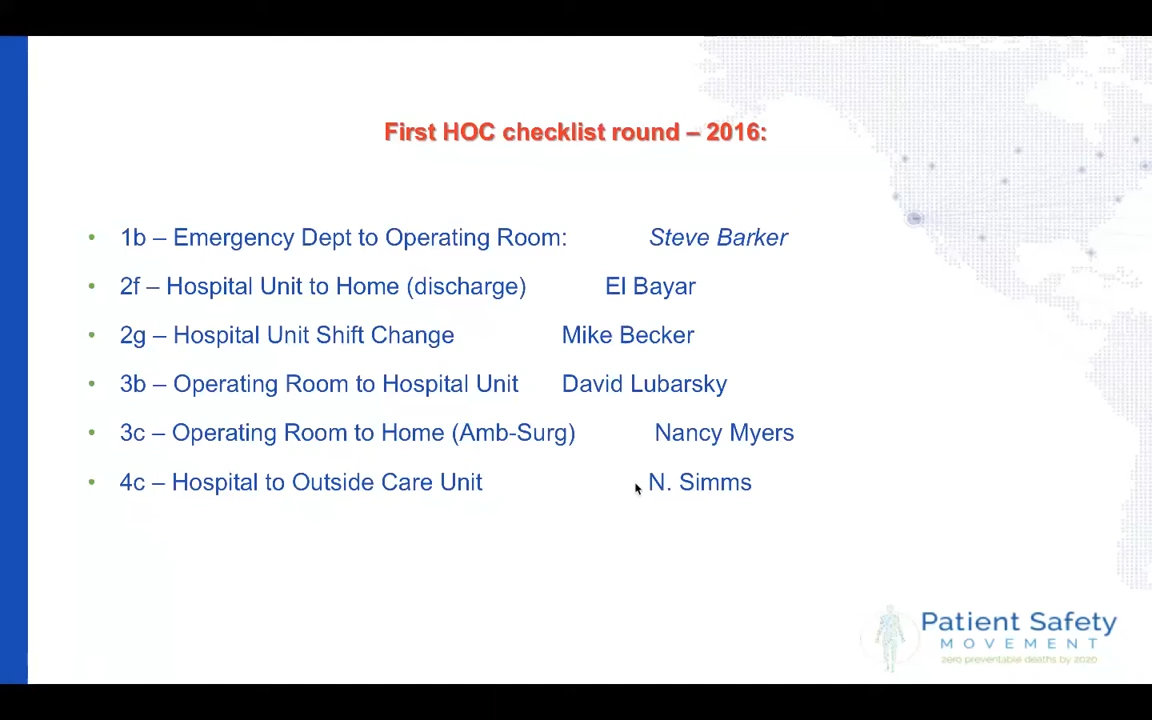 First HOC checklist round – 2016:
• 1b – Emergency Dept to Operating Room: Steve Barker
• 2f – Hospital Unit to Home (discharge) El Bayar
• 2g – Hospital Unit Shift Change Mike Becker
• 3b – Operating Room to Hospital Unit David Lubarsky
• 3c – Operating Room to Home (Amb-Surg) Nancy Myers
• 4c – Hospital to Outside Care Unit N. Simms
Patient Safety
MOVEMENT
zero preventable deaths by 2020